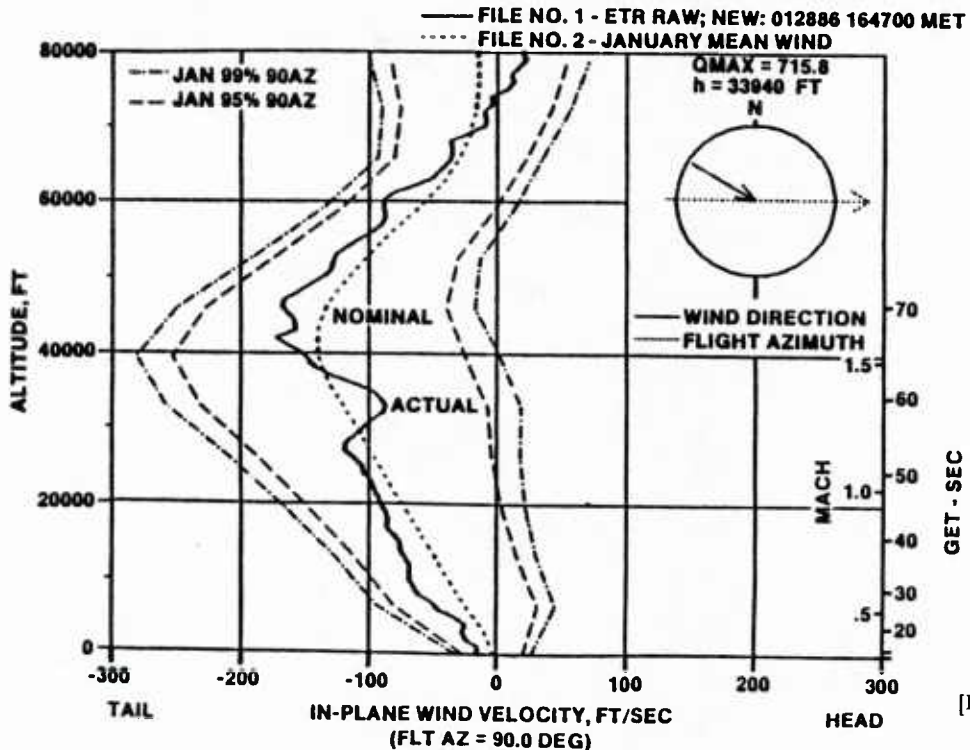 FILE NO. 1 - ETR RAW; NEW: 012886 164700 MET
FILE NO. 2 - JANUARY MEAN WIND
JAN 99% 90AZ
JAN 95% 90AZ
QMAX = 715.8
h = 33940 FT
N
NOMINAL
ACTUAL
WIND DIRECTION
FLIGHT AZIMUTH
ALTITUDE, FT
80000
60000
40000
20000
0
MACH
1.5
1.0
.5
GET - SEC
70
60
50
40
30
20
-300
-200
-100
0
100
200
300
TAIL
IN-PLANE WIND VELOCITY, FT/SEC
HEAD
(FLT AZ = 90.0 DEG)